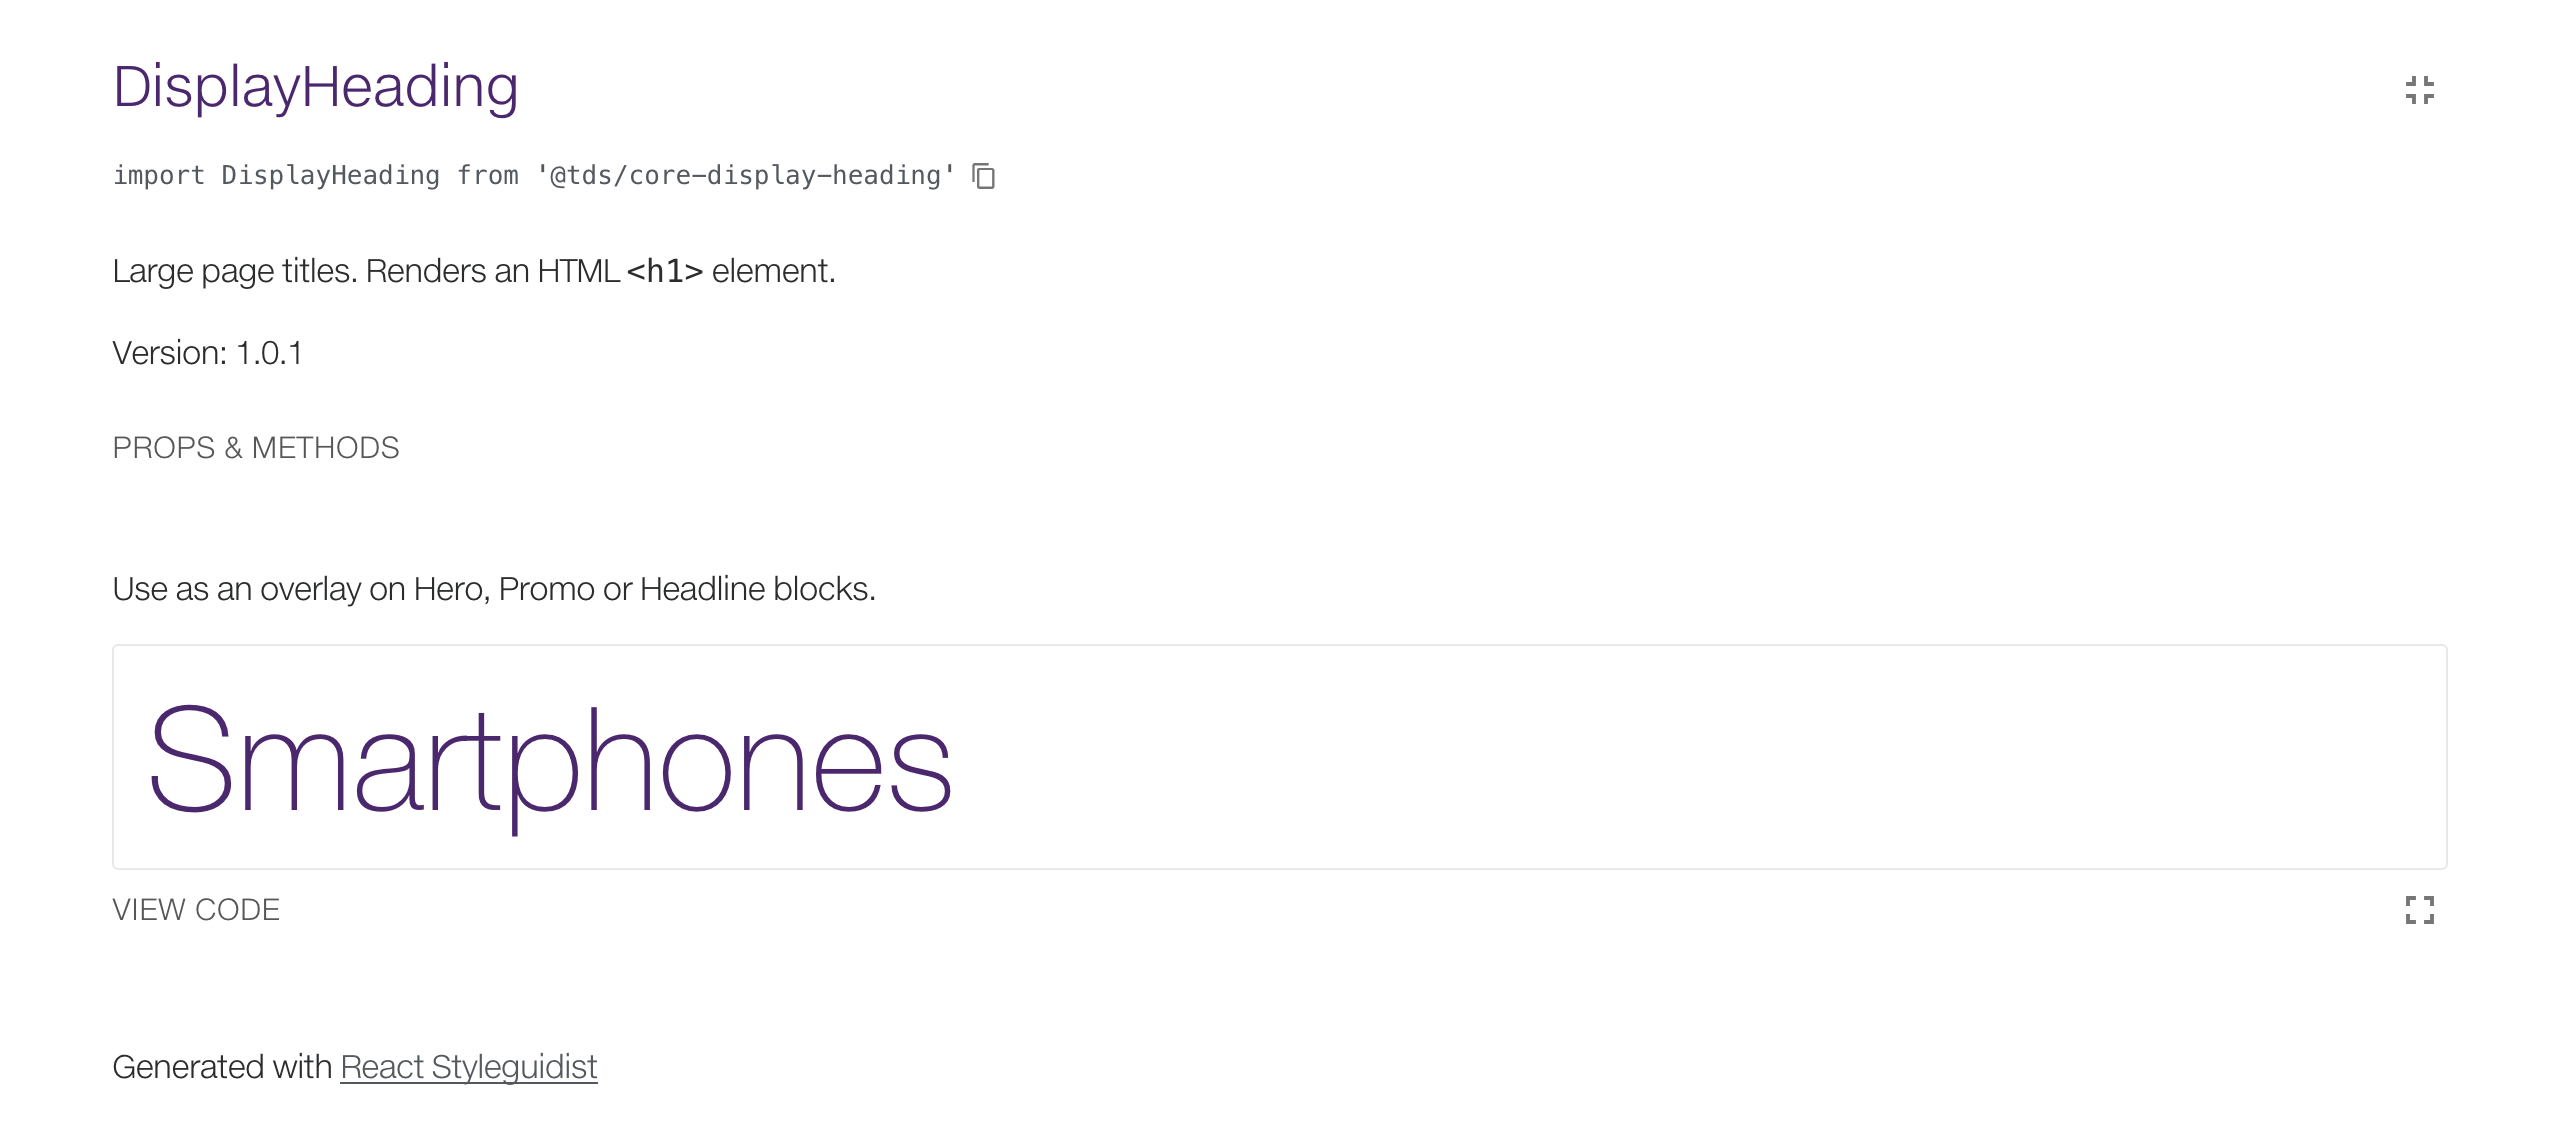 DisplayHeading
import DisplayHeading from '@tds/core-display-heading'
Large page titles. Renders an HTML <h1> element.
Version: 1.0.1
PROPS & METHODS
Use as an overlay on Hero, Promo or Headline blocks.
Smartphones
VIEW CODE
Generated with React Styleguidist